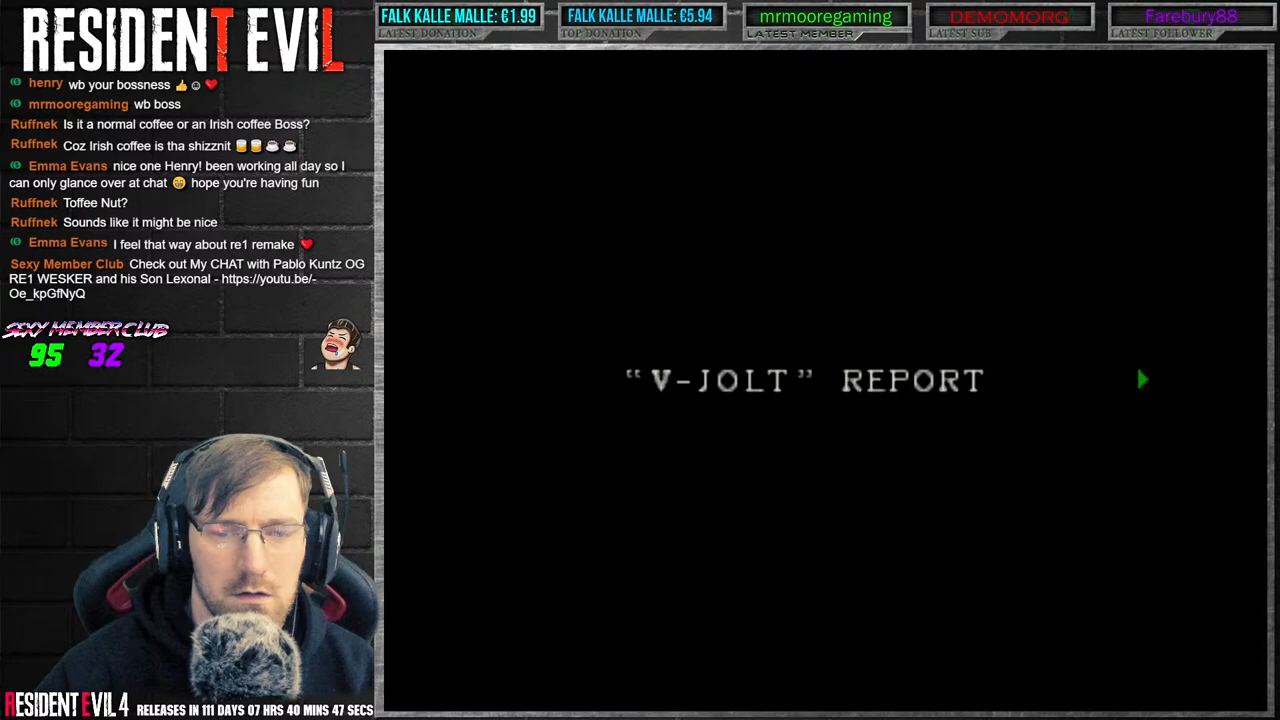 RESIDENT EVIL
FALK KALLE MALLE: €1.99
LATEST DONATION
FALK KALLE MALLE: €5.94
TOP DONATION
mrmooregaming
LATEST MEMBER
DEMOMORG
LATEST SUB
Farebury88
LATEST FOLLOWER
henry wb your bossness 👍☺❤
mrmooregaming wb boss
Ruffnek Is it a normal coffee or an Irish coffee Boss?
Ruffnek Coz Irish coffee is tha shizznit 🍺🍺☕☕
Emma Evans nice one Henry! been working all day so I
can only glance over at chat 😁 hope you're having fun
Ruffnek Toffee Nut?
Ruffnek Sounds like it might be nice
Emma Evans I feel that way about re1 remake ❤
Sexy Member Club Check out My CHAT with Pablo Kuntz OG
RE1 WESKER and his Son Lexonal - https://youtu.be/-
Oe_kpGfNyQ
SEXY MEMBER CLUB
95 32
"V-JOLT" REPORT
RESIDENT EVIL 4 RELEASES IN 111 DAYS 07 HRS 40 MINS 47 SECS